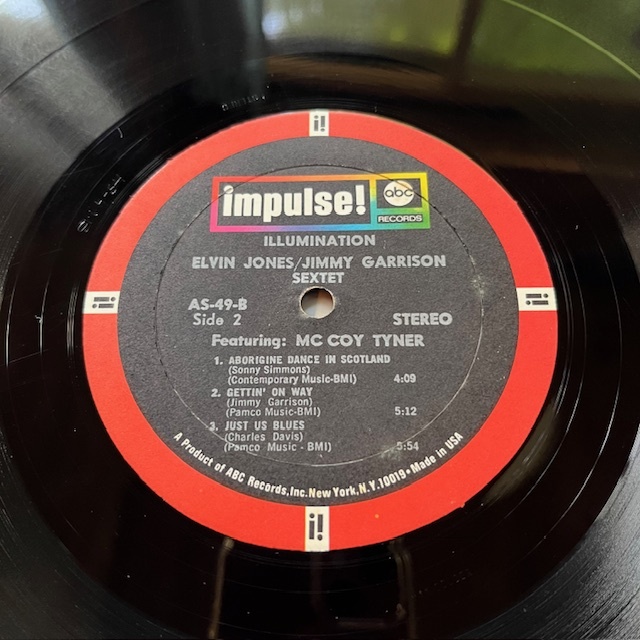 i!
impulse!
abc
RECORDS
ILLUMINATION
ELVIN JONES/JIMMY GARRISON
SEXTET
AS-49-B
Side 2
STEREO
Featuring: MC COY TYNER
1. ABORIGINE DANCE IN SCOTLAND
(Sonny Simmons)
(Contemporary Music-BMI) 4:09
2. GETTIN' ON WAY
(Jimmy Garrison)
(Pamco Music-BMI) 5:12
3. JUST US BLUES
(Charles Davis)
(Pamco Music - BMI) 5:54
A Product of ABC Records, Inc. New York, N.Y. 10019 • Made in USA
i!
i!
i!